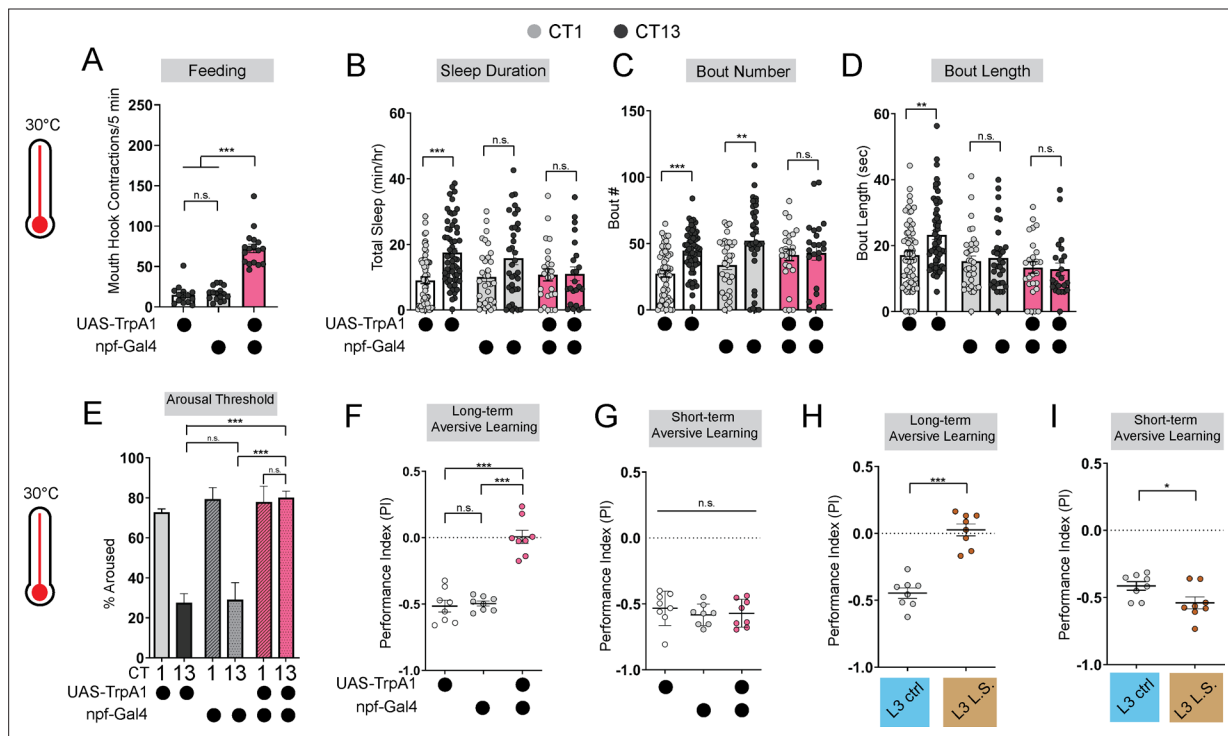 CT1 CT13
A
Feeding
30°C
Mouth Hook Contractions/5 min
250
200
150
100
50
0
***
n.s.
UAS-TrpA1
npf-Gal4
B
Sleep Duration
Total Sleep (min/hr)
60
40
20
0
***
n.s.
n.s.
C
Bout Number
Bout #
150
100
50
0
***
**
n.s.
D
Bout Length
Bout Length (sec)
60
40
20
0
**
n.s.
n.s.
E
Arousal Threshold
30°C
% Aroused
100
80
60
40
20
0
***
n.s.
***
n.s.
CT 1 13 1 13 1 13
UAS-TrpA1
npf-Gal4
F
Long-term
Aversive Learning
Performance Index (PI)
0.5
0.0
-0.5
-1.0
***
***
n.s.
UAS-TrpA1
npf-Gal4
G
Short-term
Aversive Learning
Performance Index (PI)
0.5
0.0
-0.5
-1.0
n.s.
H
Long-term
Aversive Learning
Performance Index (PI)
0.5
0.0
-0.5
-1.0
***
L3 ctrl
L3 L.S.
I
Short-term
Aversive Learning
Performance Index (PI)
0.5
0.0
-0.5
-1.0
*
L3 ctrl
L3 L.S.